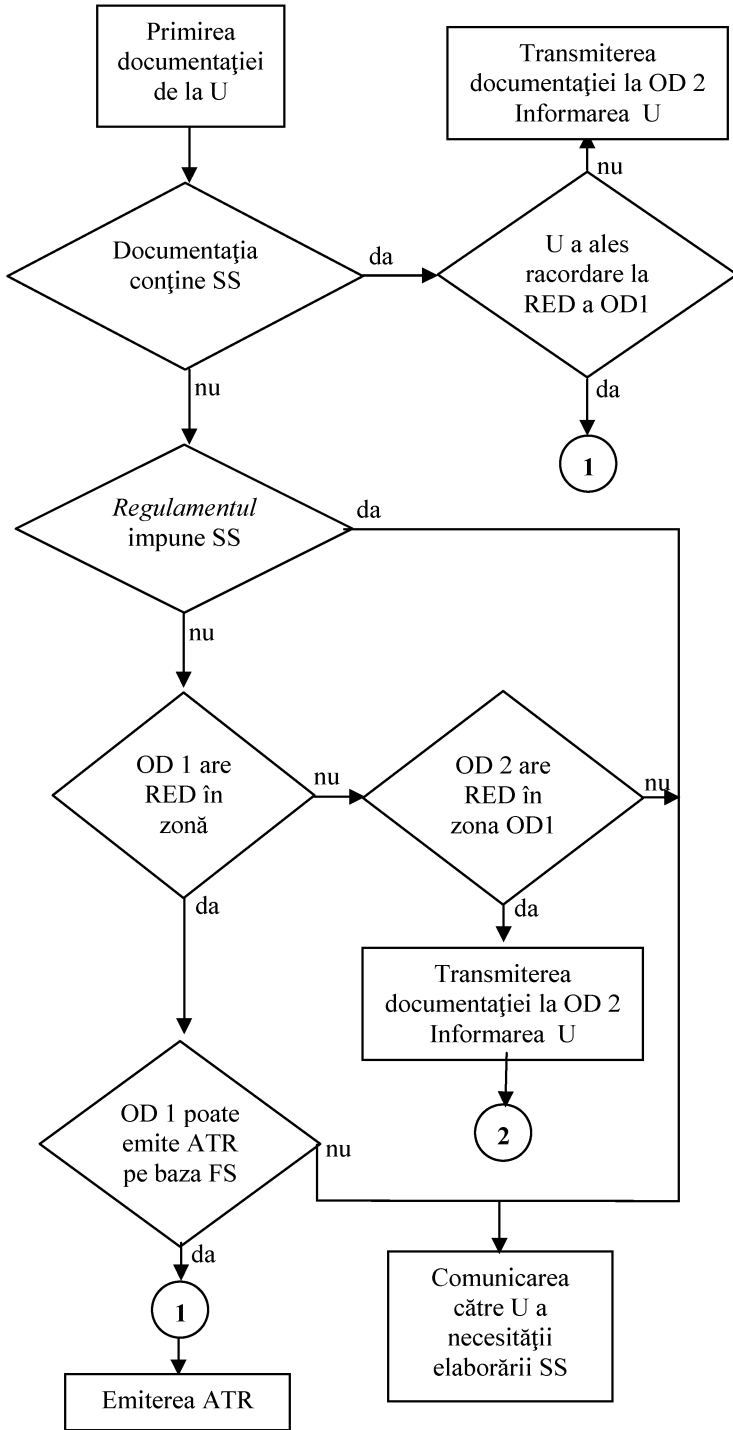 Primirea
documentaţiei
de la U
Transmiterea
documentaţiei la OD 2
Informarea U
nu
Documentaţia
conţine SS
da
U a ales
racordare la
RED a OD1
nu
da
1
Regulamentul
impune SS
da
nu
OD 1 are
RED în
zonă
nu
OD 2 are
RED în
zona OD1
nu
da
da
Transmiterea
documentaţiei la OD 2
Informarea U
2
OD 1 poate
emite ATR
pe baza FS
nu
da
1
Emiterea ATR
Comunicarea
către U a
necesităţii
elaborării SS